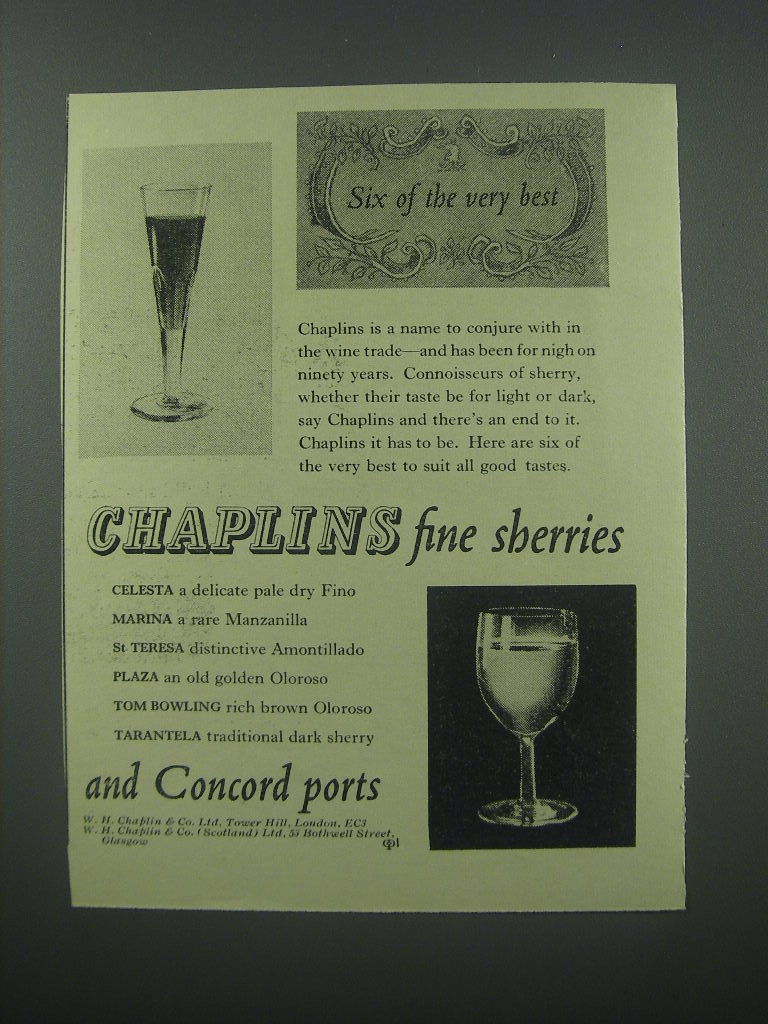 Six of the very best
Chaplins is a name to conjure with in
the wine trade—and has been for nigh on
ninety years. Connoisseurs of sherry,
whether their taste be for light or dark,
say Chaplins and there's an end to it.
Chaplins it has to be. Here are six of
the very best to suit all good tastes.
CHAPLINS fine sherries
CELESTA a delicate pale dry Fino
MARINA a rare Manzanilla
St TERESA distinctive Amontillado
PLAZA an old golden Oloroso
TOM BOWLING rich brown Oloroso
TARANTELA traditional dark sherry
and Concord ports
W. H. Chaplin & Co. Ltd, Tower Hill, London, EC3
W. H. Chaplin & Co. (Scotland) Ltd, 55 Bothwell Street,
Glasgow